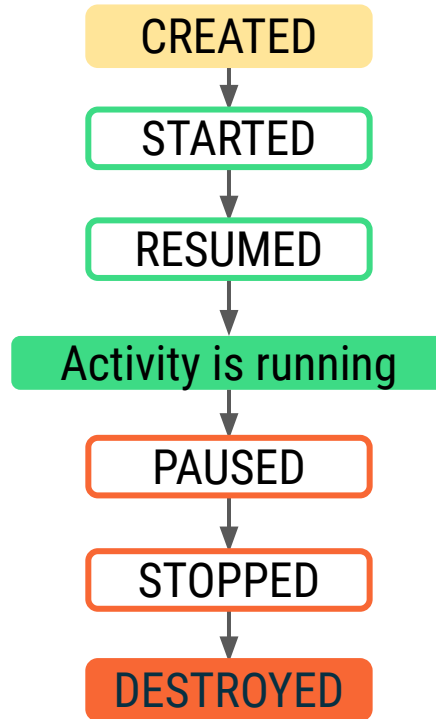 CREATED
STARTED
RESUMED
Activity is running
PAUSED
STOPPED
DESTROYED